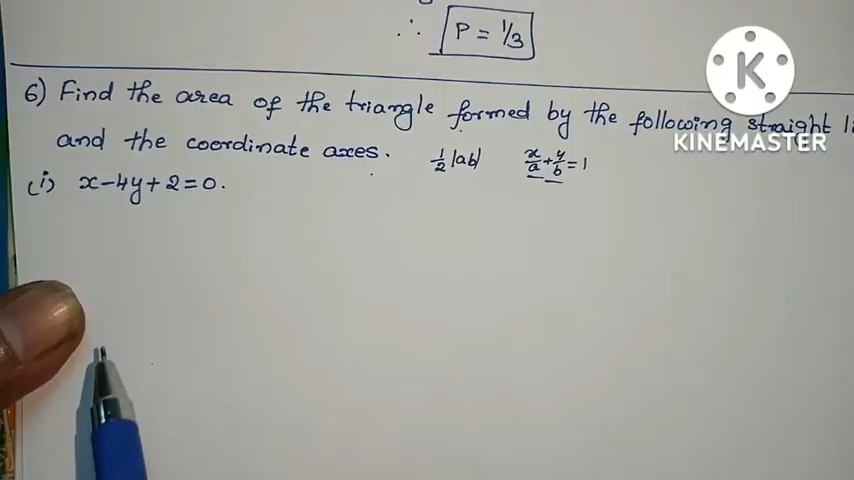 ∴ P = 1/3
6) Find the area of the triangle formed by the following straight
and the coordinate axes. 1/2 |ab| x/a + y/b = 1
(i) x-4y+2=0.
K
KINEMASTER